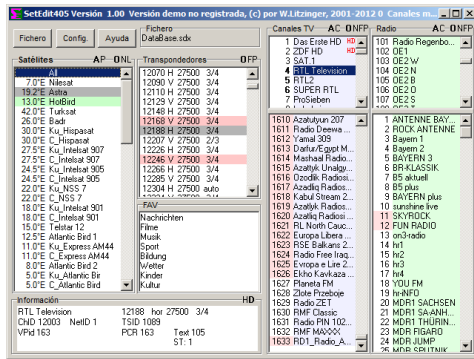 SetEdit405 Versión 1.00 Versión demo no registrada, (c) por W.Litzinger, 2001-2012 0 Canales m...
Fichero Config. Ayuda
Fichero
DataBase.sdx
Satélites AP ONL
All
7.0°E Nilesat
19.2°E Astra
13.0°E HotBird
42.0°E Turksat
26.0°E Badr
30.0°E Ku_Hispasat
30.0°E C_Hispasat
27.5°E Ku_Intelsat 907
27.5°E C_Intelsat 907
24.5°E Ku_Intelsat 905
24.5°E C_Intelsat 905
22.0°E Ku_NSS 7
22.0°E C_NSS 7
18.0°E Ku_Intelsat 901
18.0°E C_Intelsat 901
15.0°E Telstar 12
12.5°E Atlantic Bird 1
11.0°E Ku_Express AM44
11.0°E C_Express AM44
8.0°E Atlantic Bird 2
5.0°E Ku_Atlantic Bir
5.0°E C_Atlantic Bird
Transpondedores OFP
12070 H 27500 3/4
12090 V 27500 3/4
12110 H 27500 3/4
12129 V 27500 3/4
12148 H 27500 3/4
12168 V 27500 3/4
12188 H 27500 3/4
12207 V 27500 2/3
12226 H 27500 3/4
12246 V 27500 3/4
12266 H 27500 3/4
12285 V 27500 3/4
12304 H 27500 auto
FAV
Nachrichten
Filme
Musik
Sport
Bildung
Wetter
Kinder
Kultur
Canales TV AC ONFP
1 Das Erste HD HD
2 ZDF HD HD
3 SAT.1
4 RTL Television
5 RTL2
6 SUPER RTL
7 ProSieben
1610 Azatutyun 207
1611 Radio Deewa ...
1612 Yamal 309
1613 Darfur/Egypt M...
1614 Mashaal Radio...
1615 Azattyk Unalgy...
1616 Ozodlik Radiosi...
1617 Azadliq Radios...
1618 Kabul Stream 2...
1619 Azatlyk Radios...
1620 Azatliq Radiosi ...
1621 RL North Cauc...
1622 Europa Libera ...
1623 RSE Balkans 2...
1624 Radio Free Iraq...
1625 Evropa e Lire 2...
1626 Ekho Kavkaza ...
1627 Planeta FM
1628 Zlote Przeboje
1629 Radio ZET
1630 RMF Classic
1631 Radio PIN 102...
1632 RMF MAXXX
1633 RD1_Radio_A...
Radio AC ONFP
101 Radio Regenbo...
102 OE1
103 OE2 W
104 OE2 N
105 OE2 B
106 OE2 O
107 OE2 S
1 ANTENNE BAY...
2 ROCK ANTENNE
3 Bayern 1
4 Bayern 2
5 BAYERN 3
6 BR-KLASSIK
7 B5 aktuell
8 B5 plus
9 BAYERN plus
10 sunshine live
11 SKYROCK
12 FUN RADIO
13 on3-radio
14 hr1
15 hr2
16 hr3
17 hr4
18 YOU FM
19 hr-iNFO
20 MDR1 SACHSEN
21 MDR1 SA-ANH...
22 MDR1 THÜRIN...
23 MDR FIGARO
24 MDR JUMP
25 MDR SPUTNIK
Información HD
RTL Television 12188 hor 27500 3/4
ChID 12003 NetID 1 TSID 1089
VPid 163 PCR 163 Text 105
ST: 1